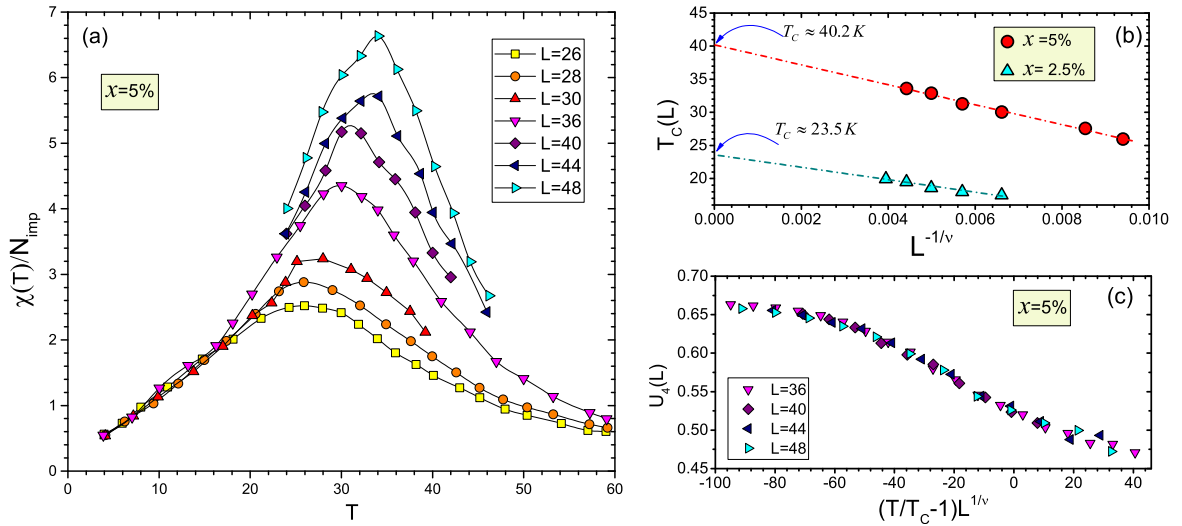 (a)
x=5%
L=26
L=28
L=30
L=36
L=40
L=44
L=48
χ(T)/N_imp
7
6
5
4
3
2
1
0
0 10 20 30 40 50 60
T
(b)
T_C ≈ 40.2 K
x =5%
x= 2.5%
T_C ≈ 23.5 K
T_C(L)
45
40
35
30
25
20
0.000 0.002 0.004 0.006 0.008 0.010
L^{-1/ν}
(c)
x=5%
L=36
L=40
L=44
L=48
U_4(L)
0.70
0.65
0.60
0.55
0.50
0.45
-100 -80 -60 -40 -20 0 20 40
(T/T_C-1)L^{1/ν}